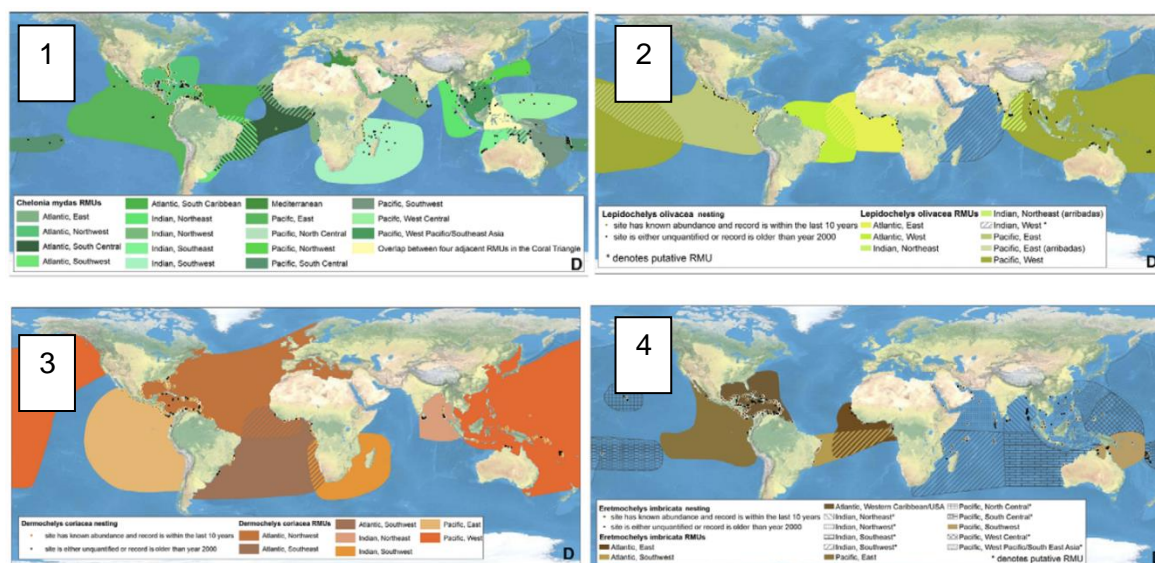 1
Chelonia mydas RMUs
Atlantic, East
Atlantic, Northwest
Atlantic, South Central
Atlantic, Southwest
Atlantic, South Caribbean
Indian, Northeast
Indian, Southeast
Indian, Southwest
Mediterranean
Pacific, East
Pacific, North Central
Pacific, Northwest
Pacific, South Central
Pacific, Southwest
Pacific, West Central
Pacific, West Pacific/Southeast Asia
Overlap between four adjacent RMUs in the Coral Triangle
D
2
Lepidochelys olivacea nesting
site has known abundance and record is within the last 10 years
site is either unquantified or record is older than year 2000
* denotes putative RMU
Lepidochelys olivacea RMUs
Atlantic, East
Atlantic, West
Indian, Northeast
Indian, Northeast (arribadas)
Indian, West *
Pacific, East
Pacific, East (arribadas)
Pacific, West
D
3
Dermochelys coriacea nesting
site has known abundance and record is within the last 10 years
site is either unquantified or record is older than year 2000
Dermochelys coriacea RMUs
Atlantic, Northwest
Atlantic, Southeast
Atlantic, Southwest
Indian, Northeast
Indian, Southwest
Pacific, East
Pacific, West
D
4
Eretmochelys imbricata nesting
site has known abundance and record is within the last 10 years
site is either unquantified or record is older than year 2000
Eretmochelys imbricata RMUs
Atlantic, East
Atlantic, Southwest
Atlantic, Western Caribbean/USA
Indian, Northeast*
Indian, Northwest*
Indian, Southeast*
Indian, Southwest*
Pacific, East
Pacific, North Central*
Pacific, South Central*
Pacific, Southwest
Pacific, West Central*
Pacific, West Pacific/South East Asia*
* denotes putative RMU